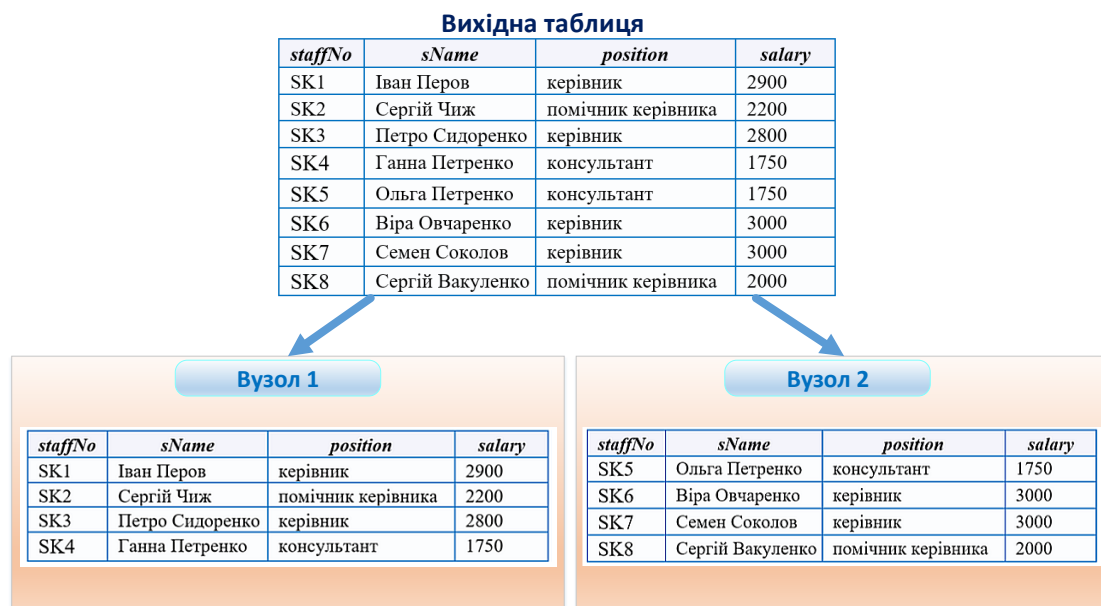 Вихідна таблиця
staffNo sName position salary
SK1 Іван Перов керівник 2900
SK2 Сергій Чиж помічник керівника 2200
SK3 Петро Сидоренко керівник 2800
SK4 Ганна Петренко консультант 1750
SK5 Ольга Петренко консультант 1750
SK6 Віра Овчаренко керівник 3000
SK7 Семен Соколов керівник 3000
SK8 Сергій Вакуленко помічник керівника 2000
Вузол 1
staffNo sName position salary
SK1 Іван Перов керівник 2900
SK2 Сергій Чиж помічник керівника 2200
SK3 Петро Сидоренко керівник 2800
SK4 Ганна Петренко консультант 1750
Вузол 2
staffNo sName position salary
SK5 Ольга Петренко консультант 1750
SK6 Віра Овчаренко керівник 3000
SK7 Семен Соколов керівник 3000
SK8 Сергій Вакуленко помічник керівника 2000